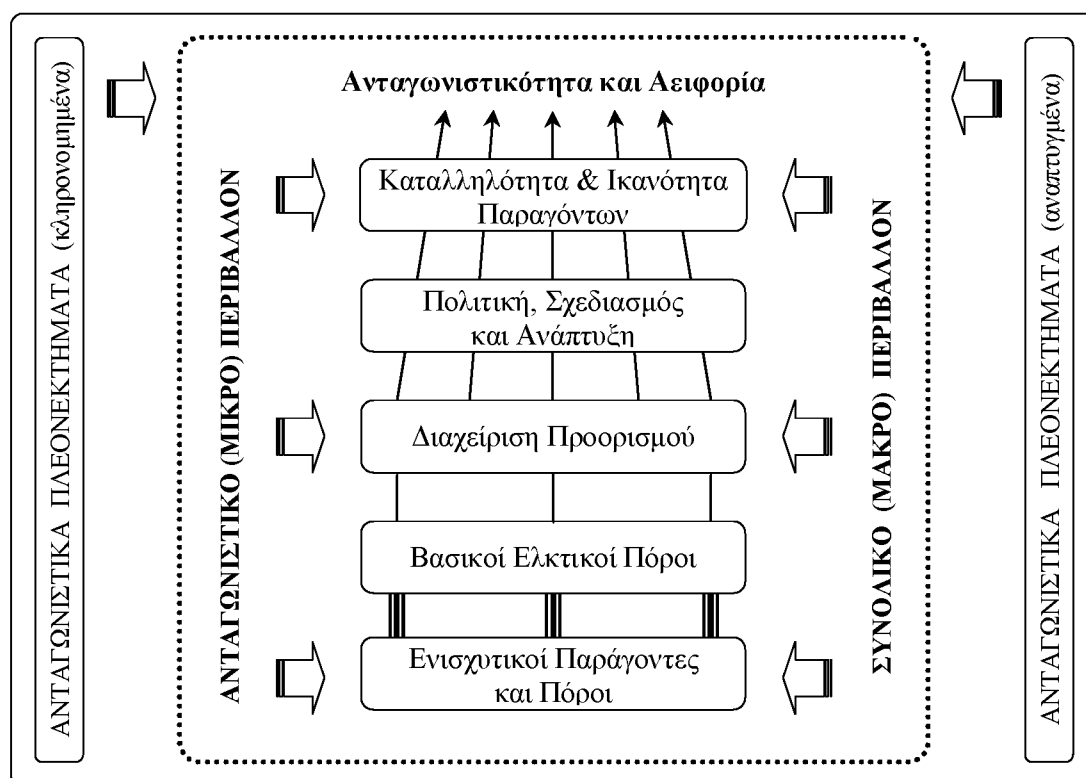 ΑΝΤΑΓΩΝΙΣΤΙΚΑ ΠΛΕΟΝΕΚΤΗΜΑΤΑ (κληρονομημένα)
ΑΝΤΑΓΩΝΙΣΤΙΚΟ (ΜΙΚΡΟ) ΠΕΡΙΒΑΛΛΟΝ
Ανταγωνιστικότητα και Αειφορία
Καταλληλότητα & Ικανότητα
Παραγόντων
Πολιτική, Σχεδιασμός
και Ανάπτυξη
Διαχείριση Προορισμού
Βασικοί Ελκτικοί Πόροι
Ενισχυτικοί Παράγοντες
και Πόροι
ΣΥΝΟΛΙΚΟ (ΜΑΚΡΟ) ΠΕΡΙΒΑΛΛΟΝ
ΑΝΤΑΓΩΝΙΣΤΙΚΑ ΠΛΕΟΝΕΚΤΗΜΑΤΑ (αναπτυγμένα)